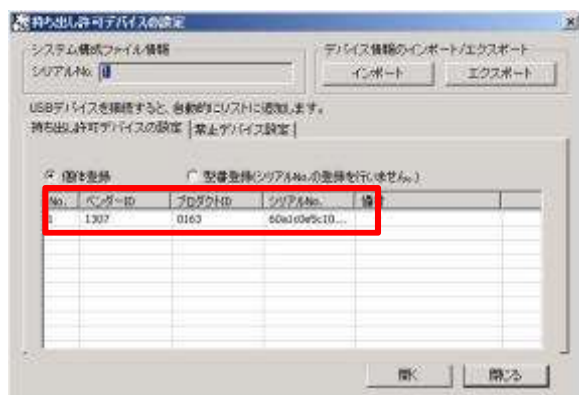 持ち出し許可デバイスの設定
システム構成ファイル情報
シリアルNo.
デバイス情報のインポート/エクスポート
インポート
エクスポート
USBデバイスを接続すると、自動的にリストに追加します。
持ち出し許可デバイスの設定 禁止デバイス設定
個体登録
型番登録(シリアルNo.の登録を行いません。)
No. ベンダーID プロダクトID シリアルNo. 備考
1 1307 0163 60a1c0e5c10...
開く
閉じる